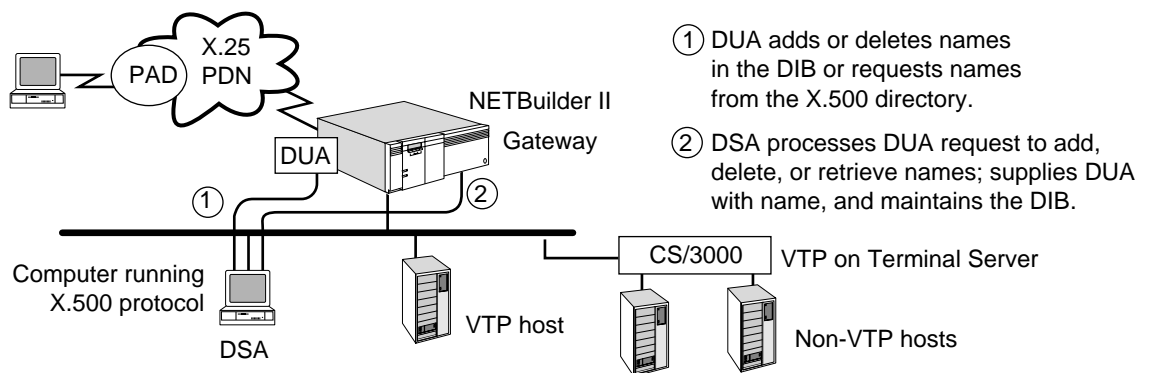 X.25
PDN
PAD
NETBuilder II
Gateway
DUA
1
2
Computer running
X.500 protocol
DSA
VTP host
CS/3000
VTP on Terminal Server
Non-VTP hosts
1 DUA adds or deletes names
in the DIB or requests names
from the X.500 directory.
2 DSA processes DUA request to add,
delete, or retrieve names; supplies DUA
with name, and maintains the DIB.